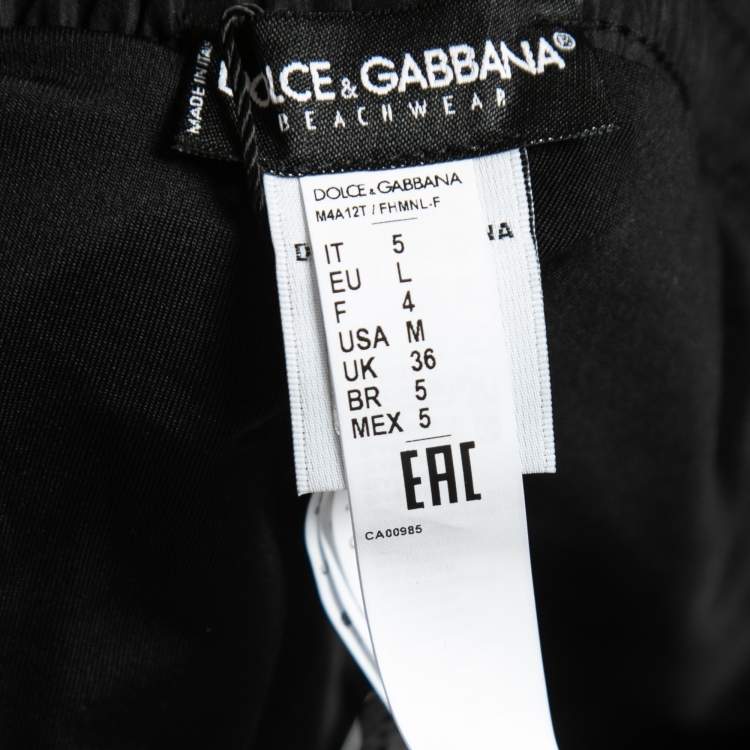 MADE IN ITALY
DOLCE & GABBANA®
BEACHWEAR
DOLCE & GABBANA
M4A12T / FHMNL-F
IT 5
EU L
F 4
USA M
UK 36
BR 5
MEX 5
EAC
CA00985